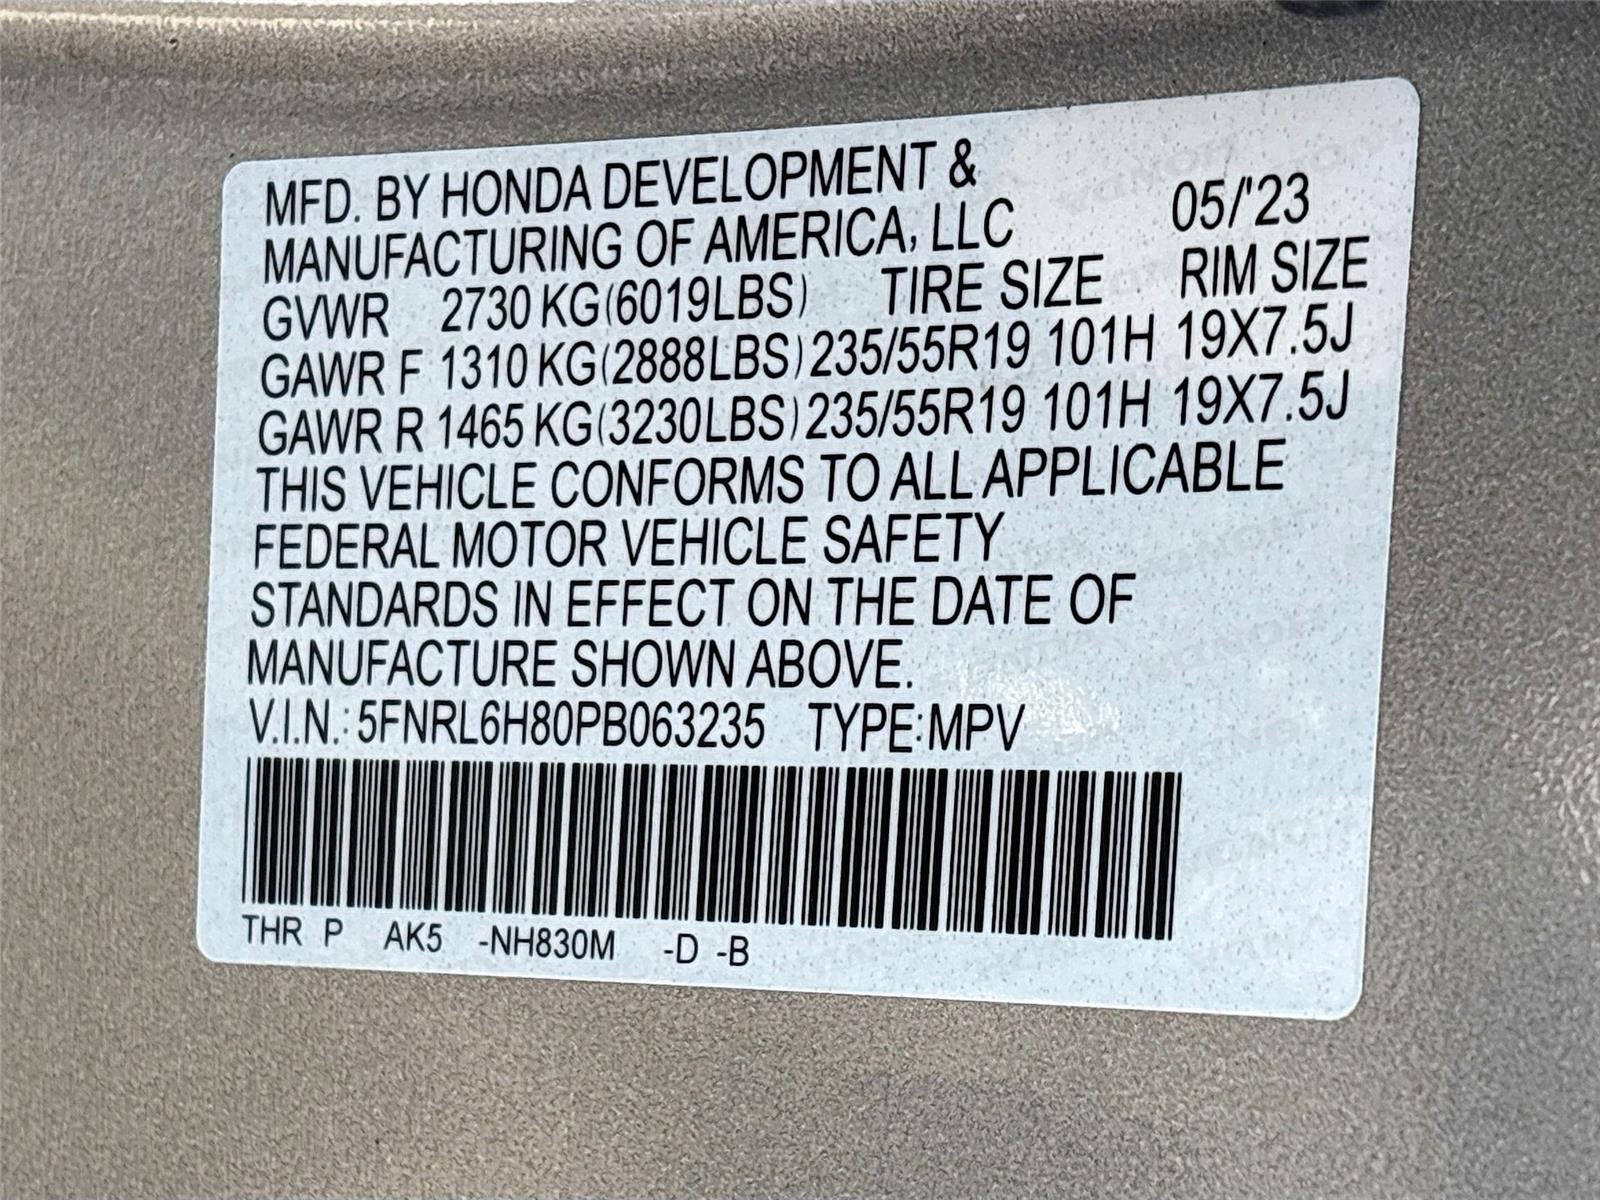 MFD. BY HONDA DEVELOPMENT &
MANUFACTURING OF AMERICA, LLC 05/'23
GVWR 2730 KG(6019LBS) TIRE SIZE RIM SIZE
GAWR F 1310 KG(2888LBS) 235/55R19 101H 19X7.5J
GAWR R 1465 KG(3230LBS) 235/55R19 101H 19X7.5J
THIS VEHICLE CONFORMS TO ALL APPLICABLE
FEDERAL MOTOR VEHICLE SAFETY
STANDARDS IN EFFECT ON THE DATE OF
MANUFACTURE SHOWN ABOVE.
V.I.N.: 5FNRL6H80PB063235 TYPE: MPV
THR P AK5 -NH830M -D -B